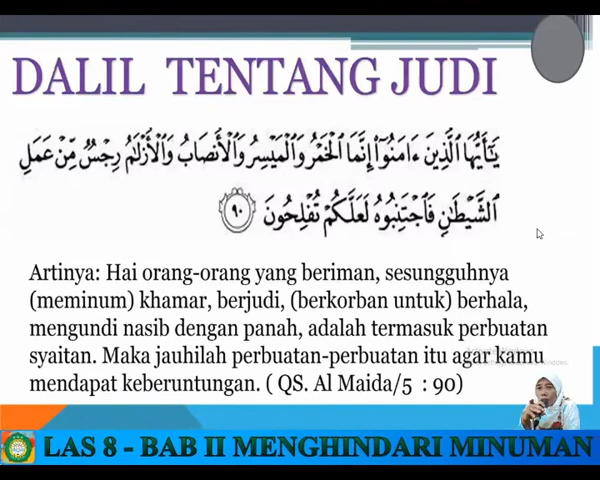 DALIL TENTANG JUDI
يَٰٓأَيُّهَا ٱلَّذِينَ ءَامَنُوٓا۟ إِنَّمَا ٱلْخَمْرُ وَٱلْمَيْسِرُ وَٱلْأَنصَابُ وَٱلْأَزْلَٰمُ رِجْسٌ مِّنْ عَمَلِ
ٱلشَّيْطَٰنِ فَٱجْتَنِبُوهُ لَعَلَّكُمْ تُفْلِحُونَ ٩٠
Artinya: Hai orang-orang yang beriman, sesungguhnya
(meminum) khamar, berjudi, (berkorban untuk) berhala,
mengundi nasib dengan panah, adalah termasuk perbuatan
syaitan. Maka jauhilah perbuatan-perbuatan itu agar kamu
mendapat keberuntungan. ( QS. Al Maida/5 : 90)
LAS 8 - BAB II MENGHINDARI MINUMAN